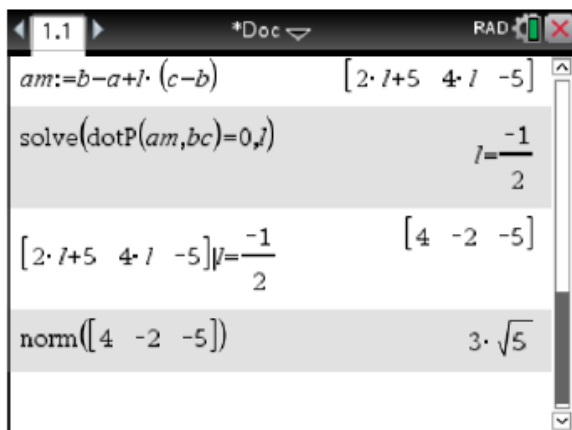 1.1 *Doc RAD
am:=b−a+l·(c−b) [2·l+5 4·l -5]
solve(dotP(am,bc)=0,l) l=-1/2
[2·l+5 4·l -5]|l=-1/2 [4 -2 -5]
norm([4 -2 -5]) 3·√5